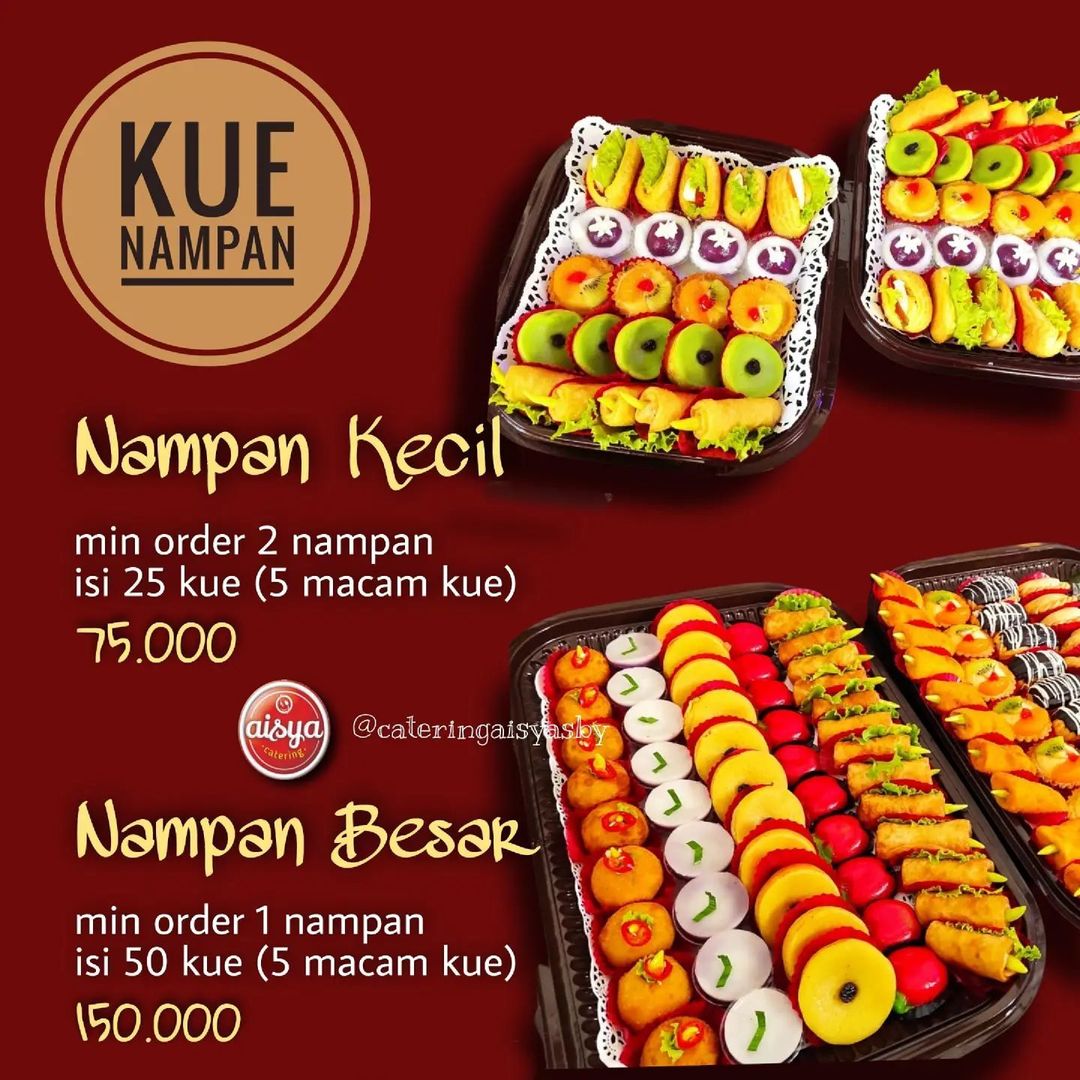 KUE
NAMPAN
Nampan Kecil
min order 2 nampan
isi 25 kue (5 macam kue)
75.000
aisya
catering
@cateringaisyasby
Nampan Besar
min order 1 nampan
isi 50 kue (5 macam kue)
150.000